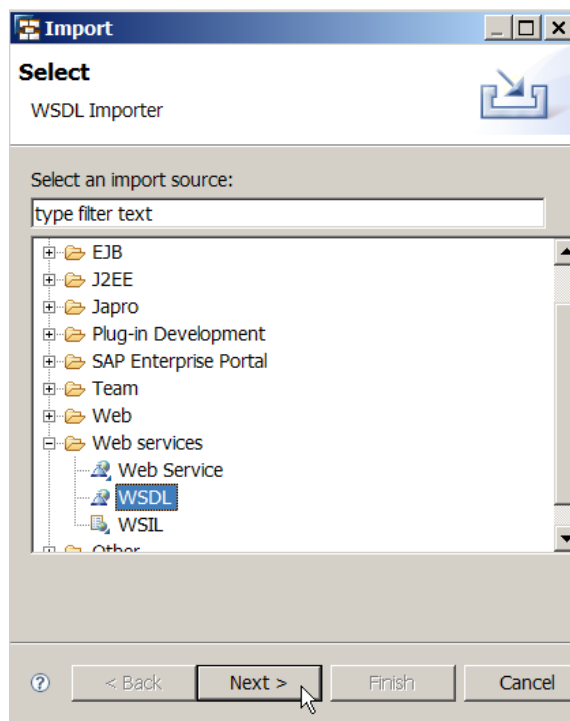 Import
Select
WSDL Importer
Select an import source:
type filter text
EJB
J2EE
Japro
Plug-in Development
SAP Enterprise Portal
Team
Web
Web services
Web Service
WSDL
WSIL
Other
? < Back Next > Finish Cancel